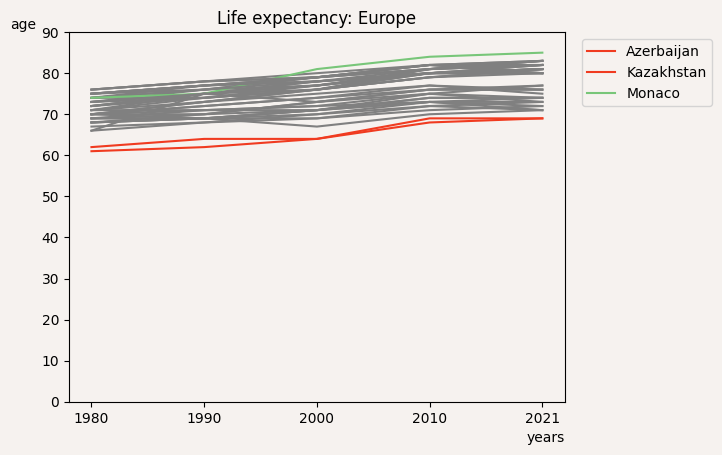 Life expectancy: Europe
age
90
80
70
60
50
40
30
20
10
0
1980 1990 2000 2010 2021
years
Azerbaijan
Kazakhstan
Monaco